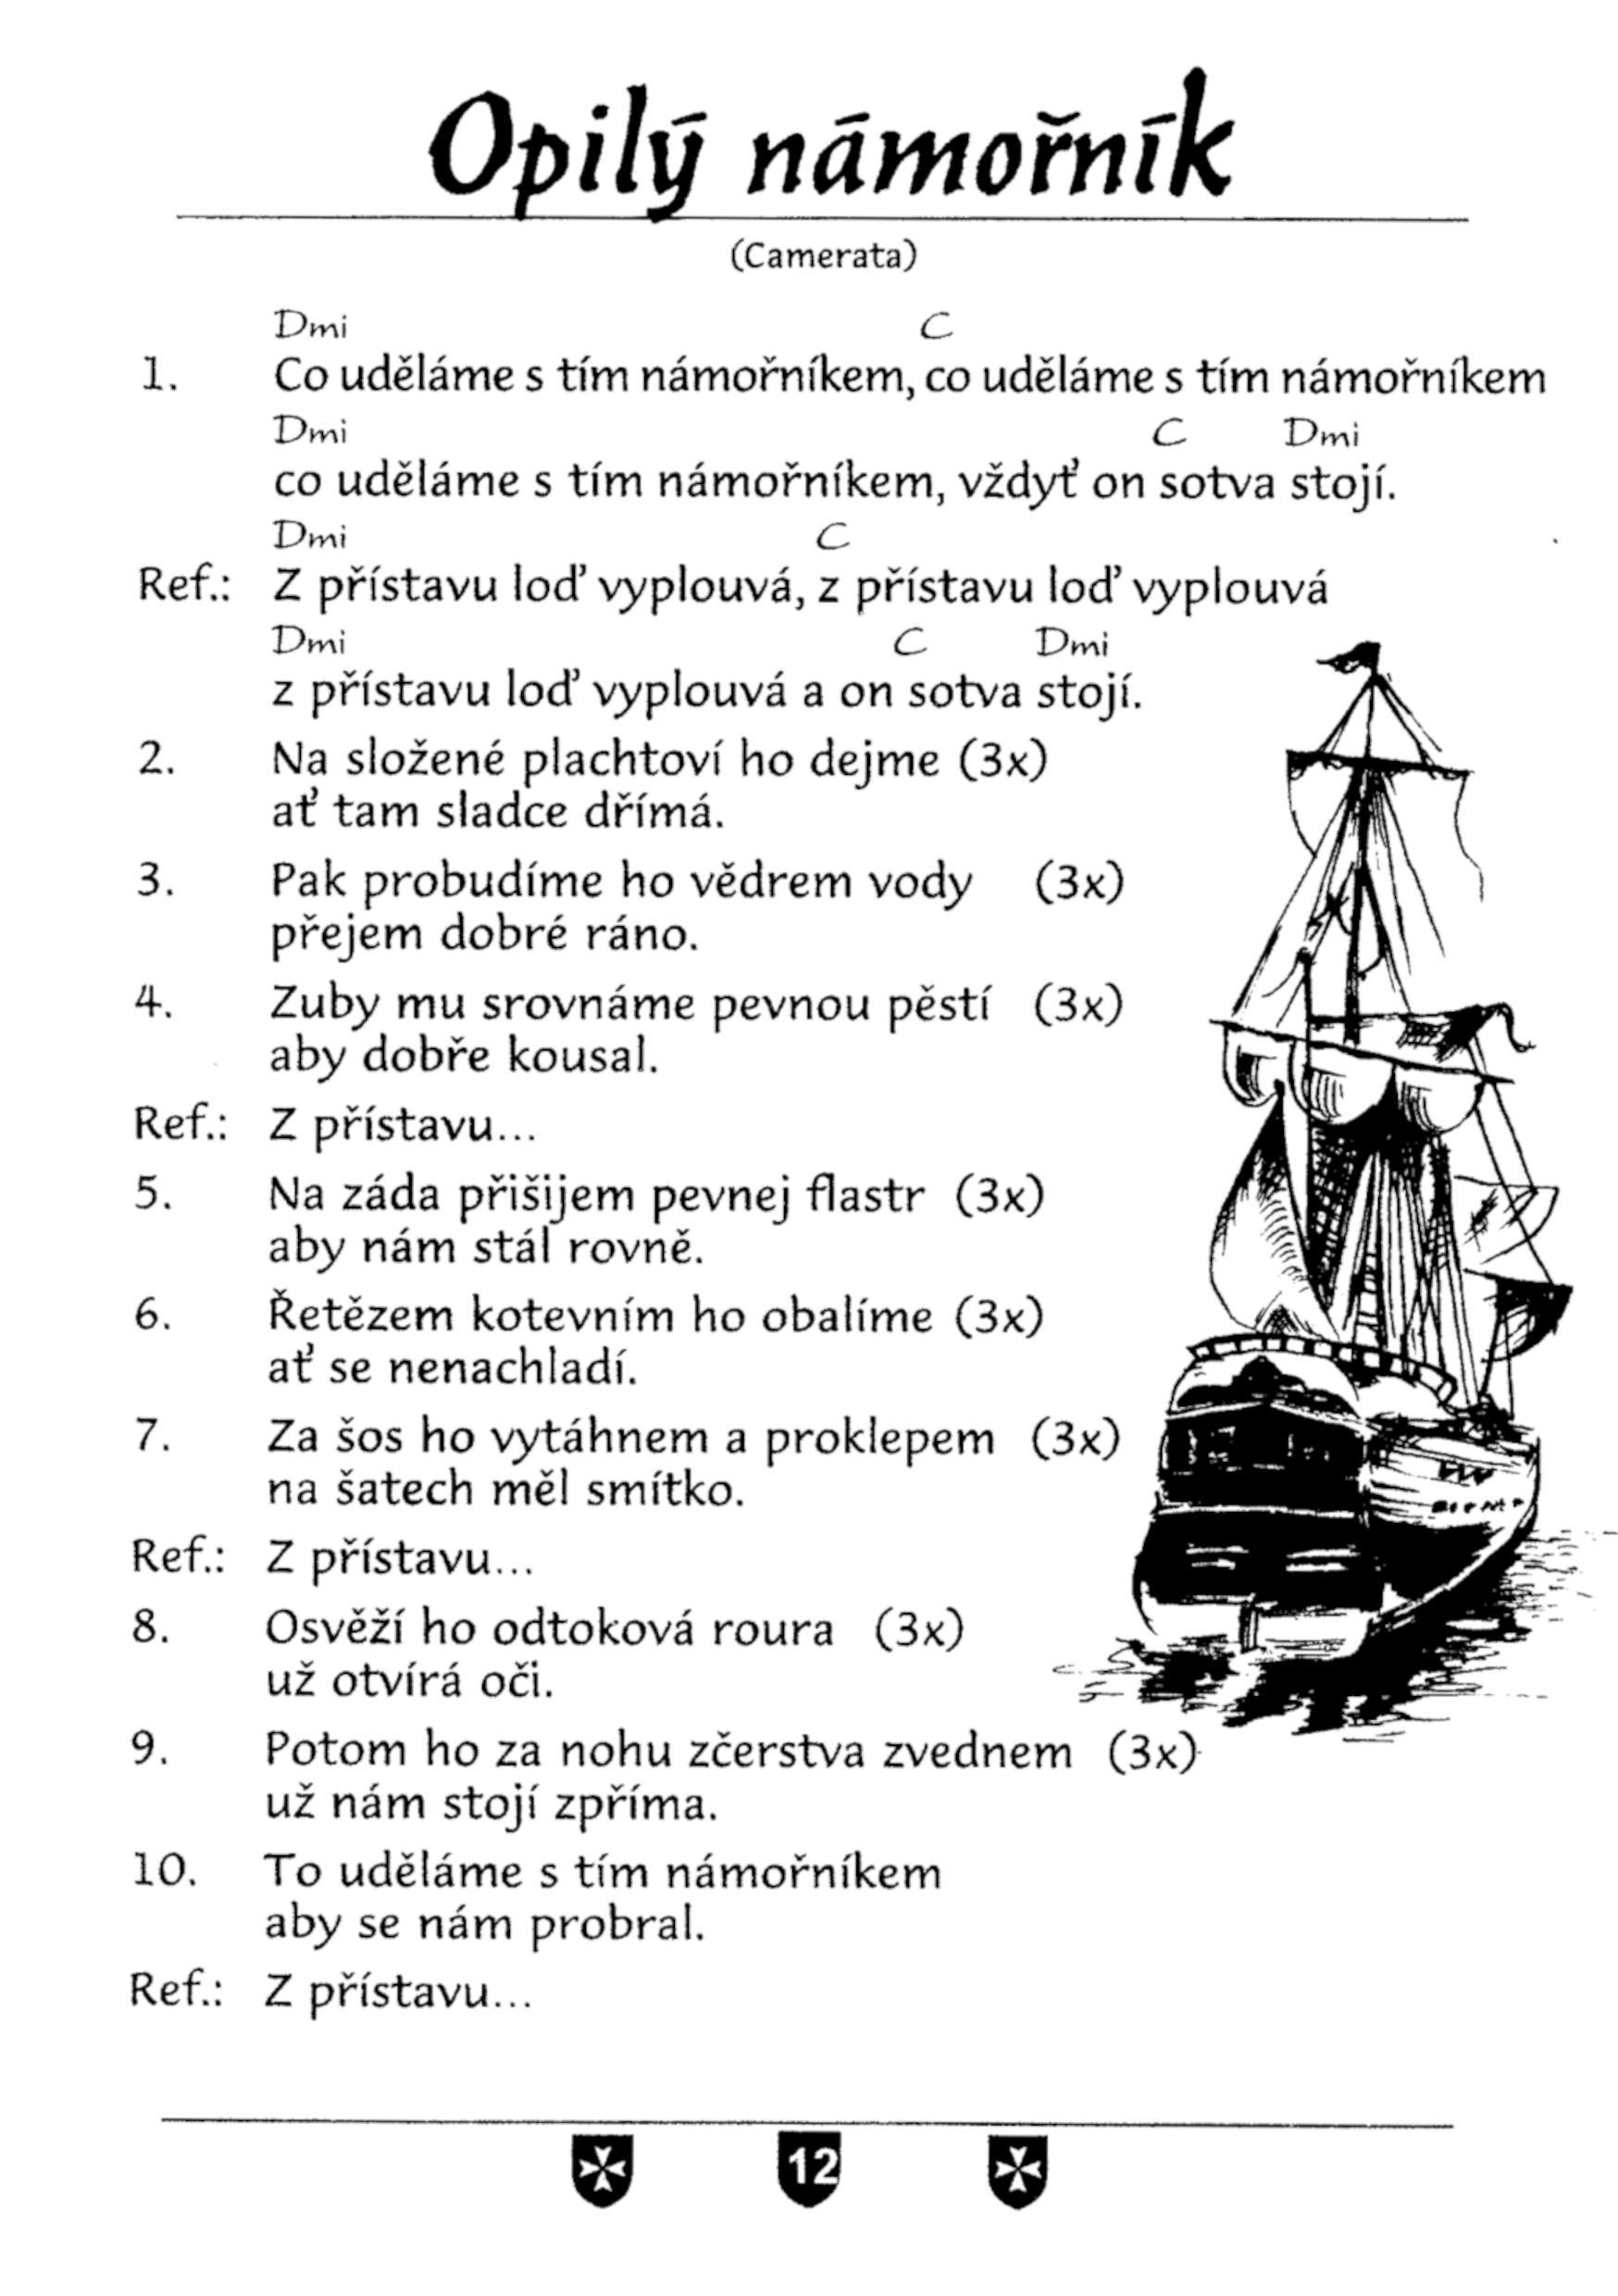 Opilý námořník
(Camerata)
Dmi C
1. Co uděláme s tím námořníkem, co uděláme s tím námořníkem
Dmi C Dmi
co uděláme s tím námořníkem, vždyť on sotva stojí.
Dmi C
Ref.: Z přístavu loď vyplouvá, z přístavu loď vyplouvá
Dmi C Dmi
z přístavu loď vyplouvá a on sotva stojí.
2. Na složené plachtoví ho dejme (3x)
ať tam sladce dřímá.
3. Pak probudíme ho vědrem vody (3x)
přejem dobré ráno.
4. Zuby mu srovnáme pevnou pěstí (3x)
aby dobře kousal.
Ref.: Z přístavu...
5. Na záda přišijem pevnej flastr (3x)
aby nám stál rovně.
6. Řetězem kotevním ho obalíme (3x)
ať se nenachladí.
7. Za šos ho vytáhnem a proklepem (3x)
na šatech měl smítko.
Ref.: Z přístavu...
8. Osvěží ho odtoková roura (3x)
už otvírá oči.
9. Potom ho za nohu zčerstva zvednem (3x)
už nám stojí zpříma.
10. To uděláme s tím námořníkem
aby se nám probral.
Ref.: Z přístavu...
12